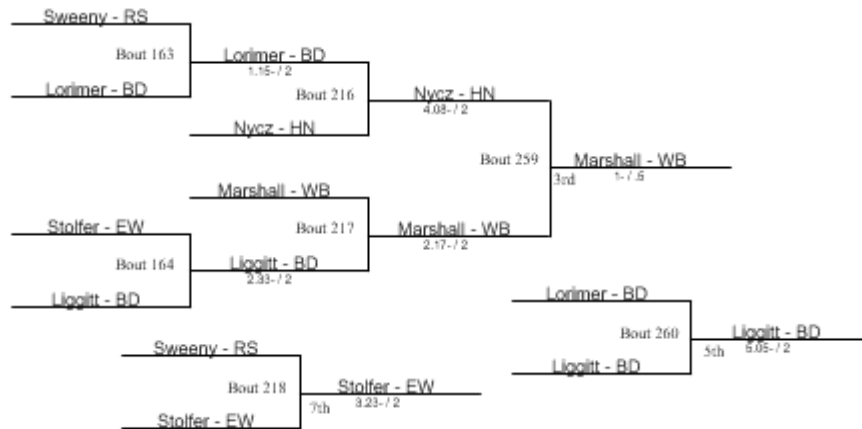 Sweeny - RS
Bout 163
Lorimer - BD
1.15- / 2
Lorimer - BD
Bout 216
Nycz - HN
4.08- / 2
Nycz - HN
Bout 259
Marshall - WB
1- / .5
3rd
Marshall - WB
Stolfer - EW
Bout 217
Marshall - WB
2.17- / 2
Bout 164
Liggitt - BD
2.33- / 2
Liggitt - BD
Lorimer - BD
Bout 260
Liggitt - BD
5.05- / 2
5th
Liggitt - BD
Sweeny - RS
Bout 218
Stolfer - EW
3.23- / 2
7th
Stolfer - EW